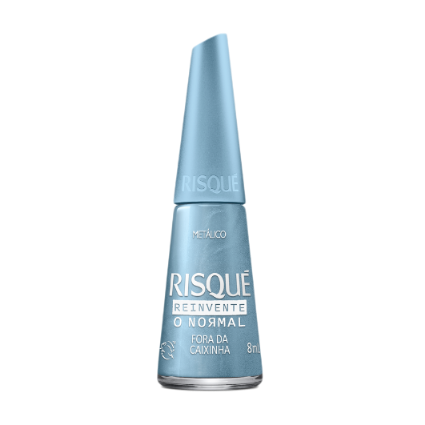 RISQUÉ
METÁLICO
RISQUÉ
REINVENTE
O NORMAL
FORA DA
CAIXINHA
8mL